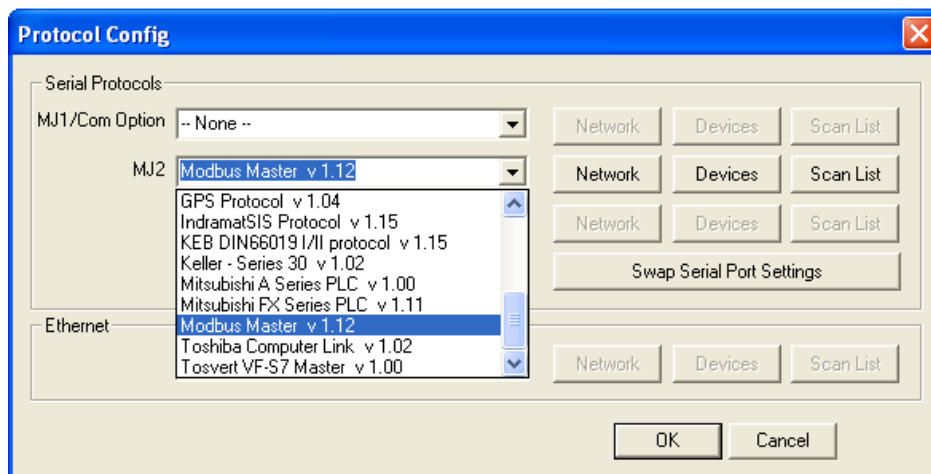 Protocol Config
Serial Protocols
MJ1/Com Option -- None -- Network Devices Scan List
MJ2 Modbus Master v 1.12 Network Devices Scan List
GPS Protocol v 1.04
IndramatSIS Protocol v 1.15
KEB DIN66019 I/II protocol v 1.15 Network Devices Scan List
Keller - Series 30 v 1.02
Mitsubishi A Series PLC v 1.00 Swap Serial Port Settings
Mitsubishi FX Series PLC v 1.11
Ethernet Modbus Master v 1.12
Toshiba Computer Link v 1.02
Tosvert VF-S7 Master v 1.00 Network Devices Scan List
OK Cancel